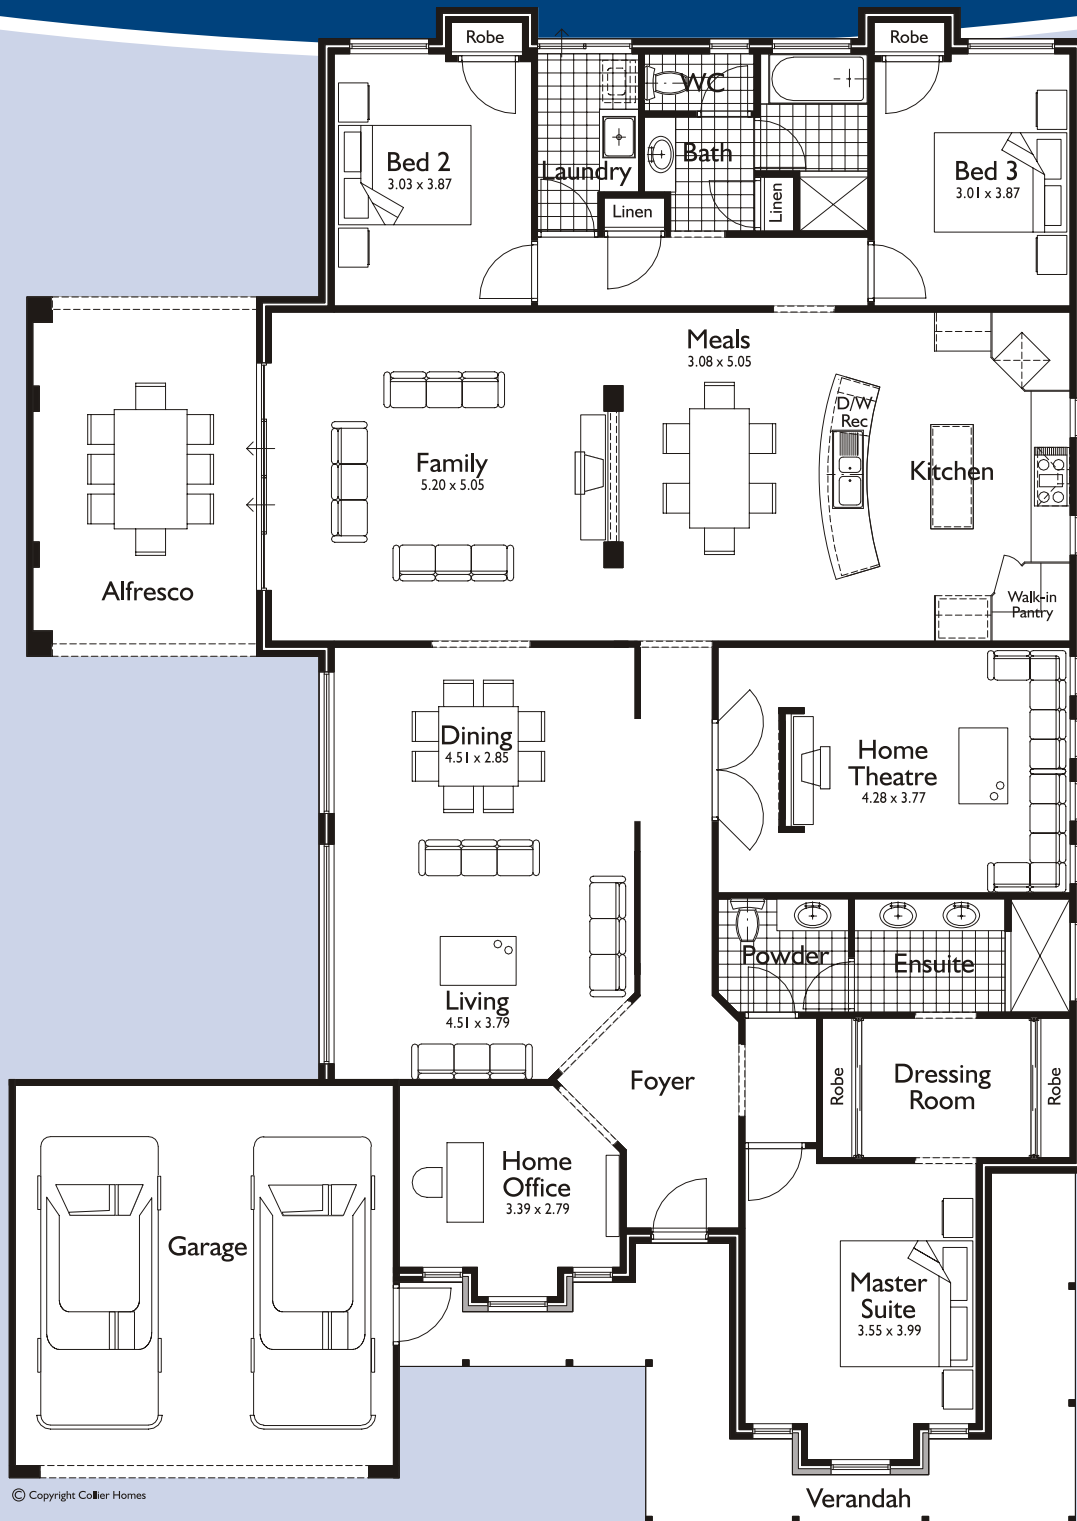 Robe
Robe
WC
Bed 2
3.03 x 3.87
Laundry
Bath
Bed 3
3.01 x 3.87
Linen
Linen
Meals
3.08 x 5.05
D/W
Rec
Family
5.20 x 5.05
Kitchen
Alfresco
Walk-in
Pantry
Dining
4.51 x 2.85
Home
Theatre
4.28 x 3.77
Powder
Ensuite
Living
4.51 x 3.79
Foyer
Robe
Dressing
Room
Robe
Home
Office
3.39 x 2.79
Garage
Master
Suite
3.55 x 3.99
Verandah
© Copyright Collier Homes